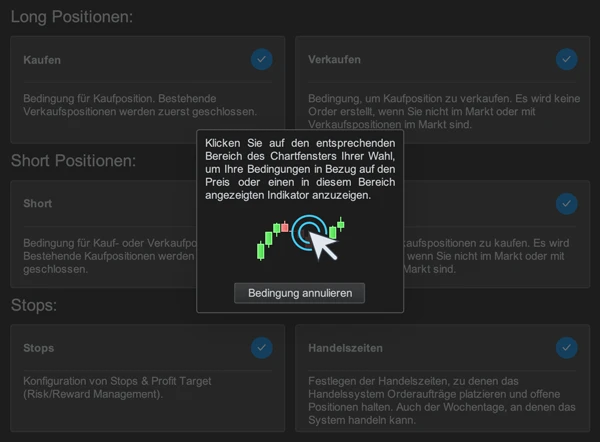 Long Positionen:
Kaufen
Bedingung für Kaufposition. Bestehende
Verkaufspositionen werden zuerst geschlossen.
Verkaufen
Bedingung, um Kaufposition zu verkaufen. Es wird keine
Order erstellt, wenn Sie nicht im Markt oder mit
Verkaufspositionen im Markt sind.
Klicken Sie auf den entsprechenden
Bereich des Chartfensters Ihrer Wahl,
um Ihre Bedingungen in Bezug auf den
Preis oder einen in diesem Bereich
angezeigten Indikator anzuzeigen.
Bedingung annulieren
Short Positionen:
Short
Bedingung für Kauf- oder Verkaufpo
Bestehende Kaufpositionen werden
geschlossen.
kaufspositionen zu kaufen. Es wird
wenn Sie nicht im Markt oder mit
Markt sind.
Stops:
Stops
Konfiguration von Stops & Profit Target
(Risk/Reward Management).
Handelszeiten
Festlegen der Handelszeiten, zu denen das
Handelssystem Orderaufträge platzieren und offene
Positionen halten. Auch der Wochentage, an denen das
System handeln kann.